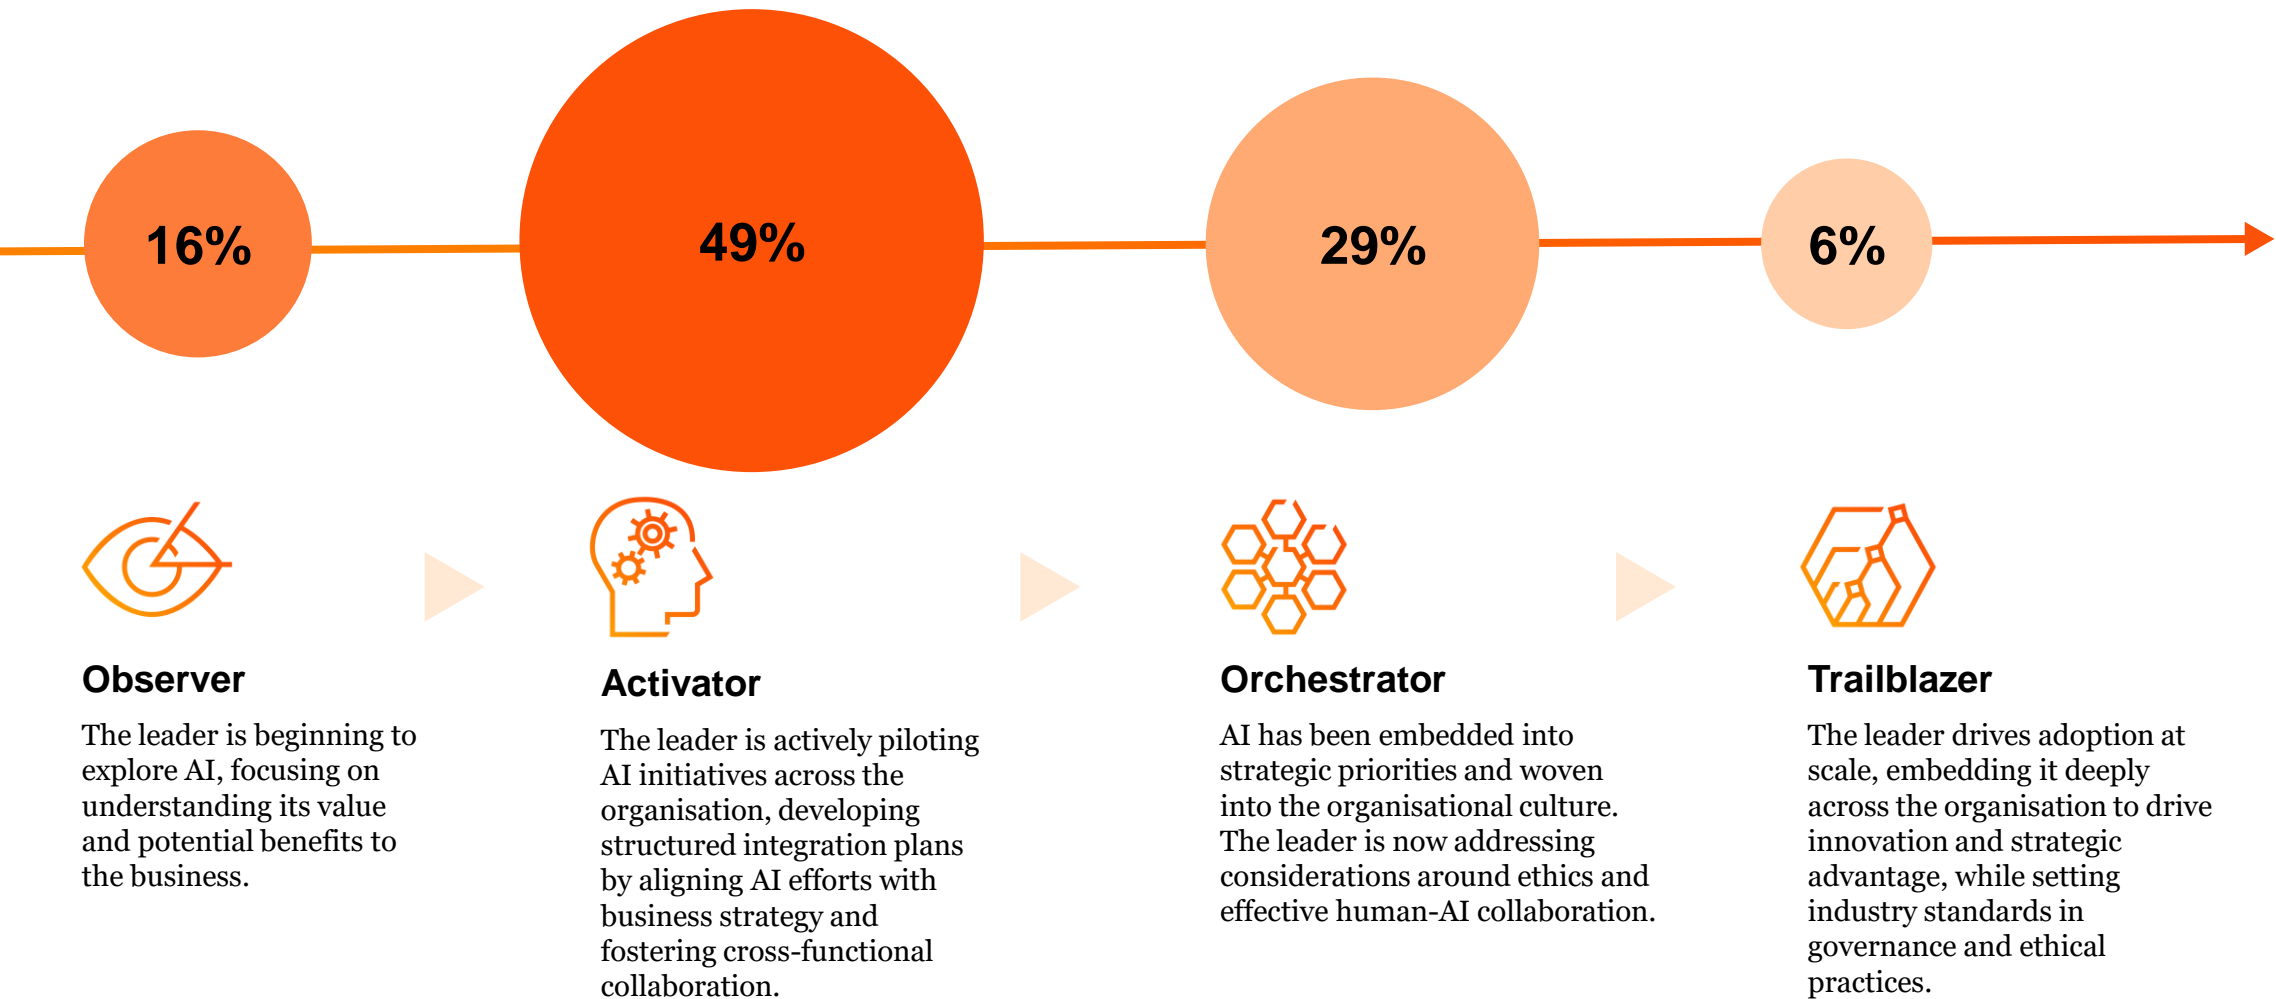 16%
49%
29%
6%
Observer
The leader is beginning to
explore AI, focusing on
understanding its value
and potential benefits to
the business.
Activator
The leader is actively piloting
AI initiatives across the
organisation, developing
structured integration plans
by aligning AI efforts with
business strategy and
fostering cross-functional
collaboration.
Orchestrator
AI has been embedded into
strategic priorities and woven
into the organisational culture.
The leader is now addressing
considerations around ethics and
effective human-AI collaboration.
Trailblazer
The leader drives adoption at
scale, embedding it deeply
across the organisation to drive
innovation and strategic
advantage, while setting
industry standards in
governance and ethical
practices.